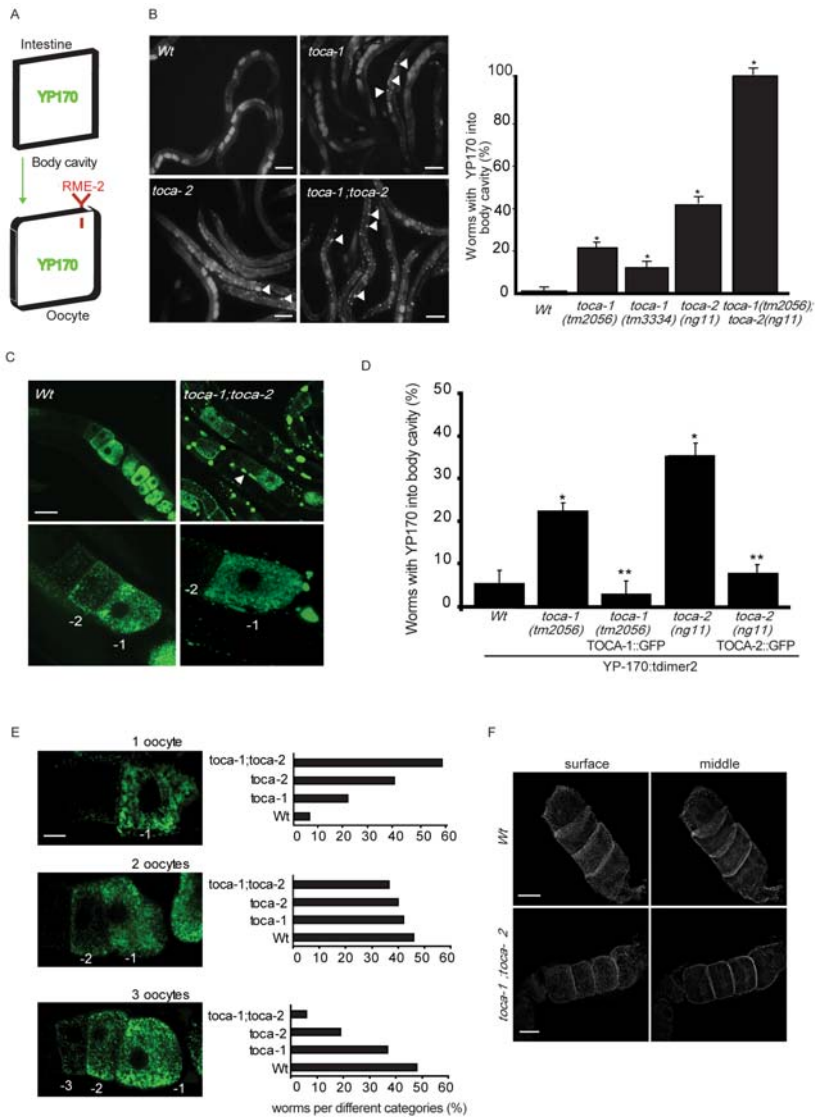 A
Intestine
YP170
Body cavity
RME-2
YP170
Oocyte
B
Wt
toca-1
toca- 2
toca-1 ;toca-2
Worms with YP170 into
body cavity (%)
100
80
60
40
20
0
*
*
*
*
Wt
toca-1
(tm2056)
toca-1
(tm3334)
toca-2
(ng11)
toca-1(tm2056);
toca-2(ng11)
C
Wt
toca-1;toca-2
-2
-1
-2
-1
D
Worms with YP170 into body cavity (%)
50
40
30
20
10
0
*
**
*
**
Wt
toca-1
(tm2056)
toca-1
(tm2056)
TOCA-1::GFP
toca-2
(ng11)
toca-2
(ng11)
TOCA-2::GFP
YP-170:tdimer2
E
1 oocyte
-1
toca-1;toca-2
toca-2
toca-1
Wt
0 10 20 30 40 50 60
2 oocytes
-2 -1
toca-1;toca-2
toca-2
toca-1
Wt
0 10 20 30 40 50 60
3 oocytes
-3 -2 -1
toca-1;toca-2
toca-2
toca-1
Wt
0 10 20 30 40 50 60
worms per different categories (%)
F
surface
middle
Wt
toca-1 ;toca- 2